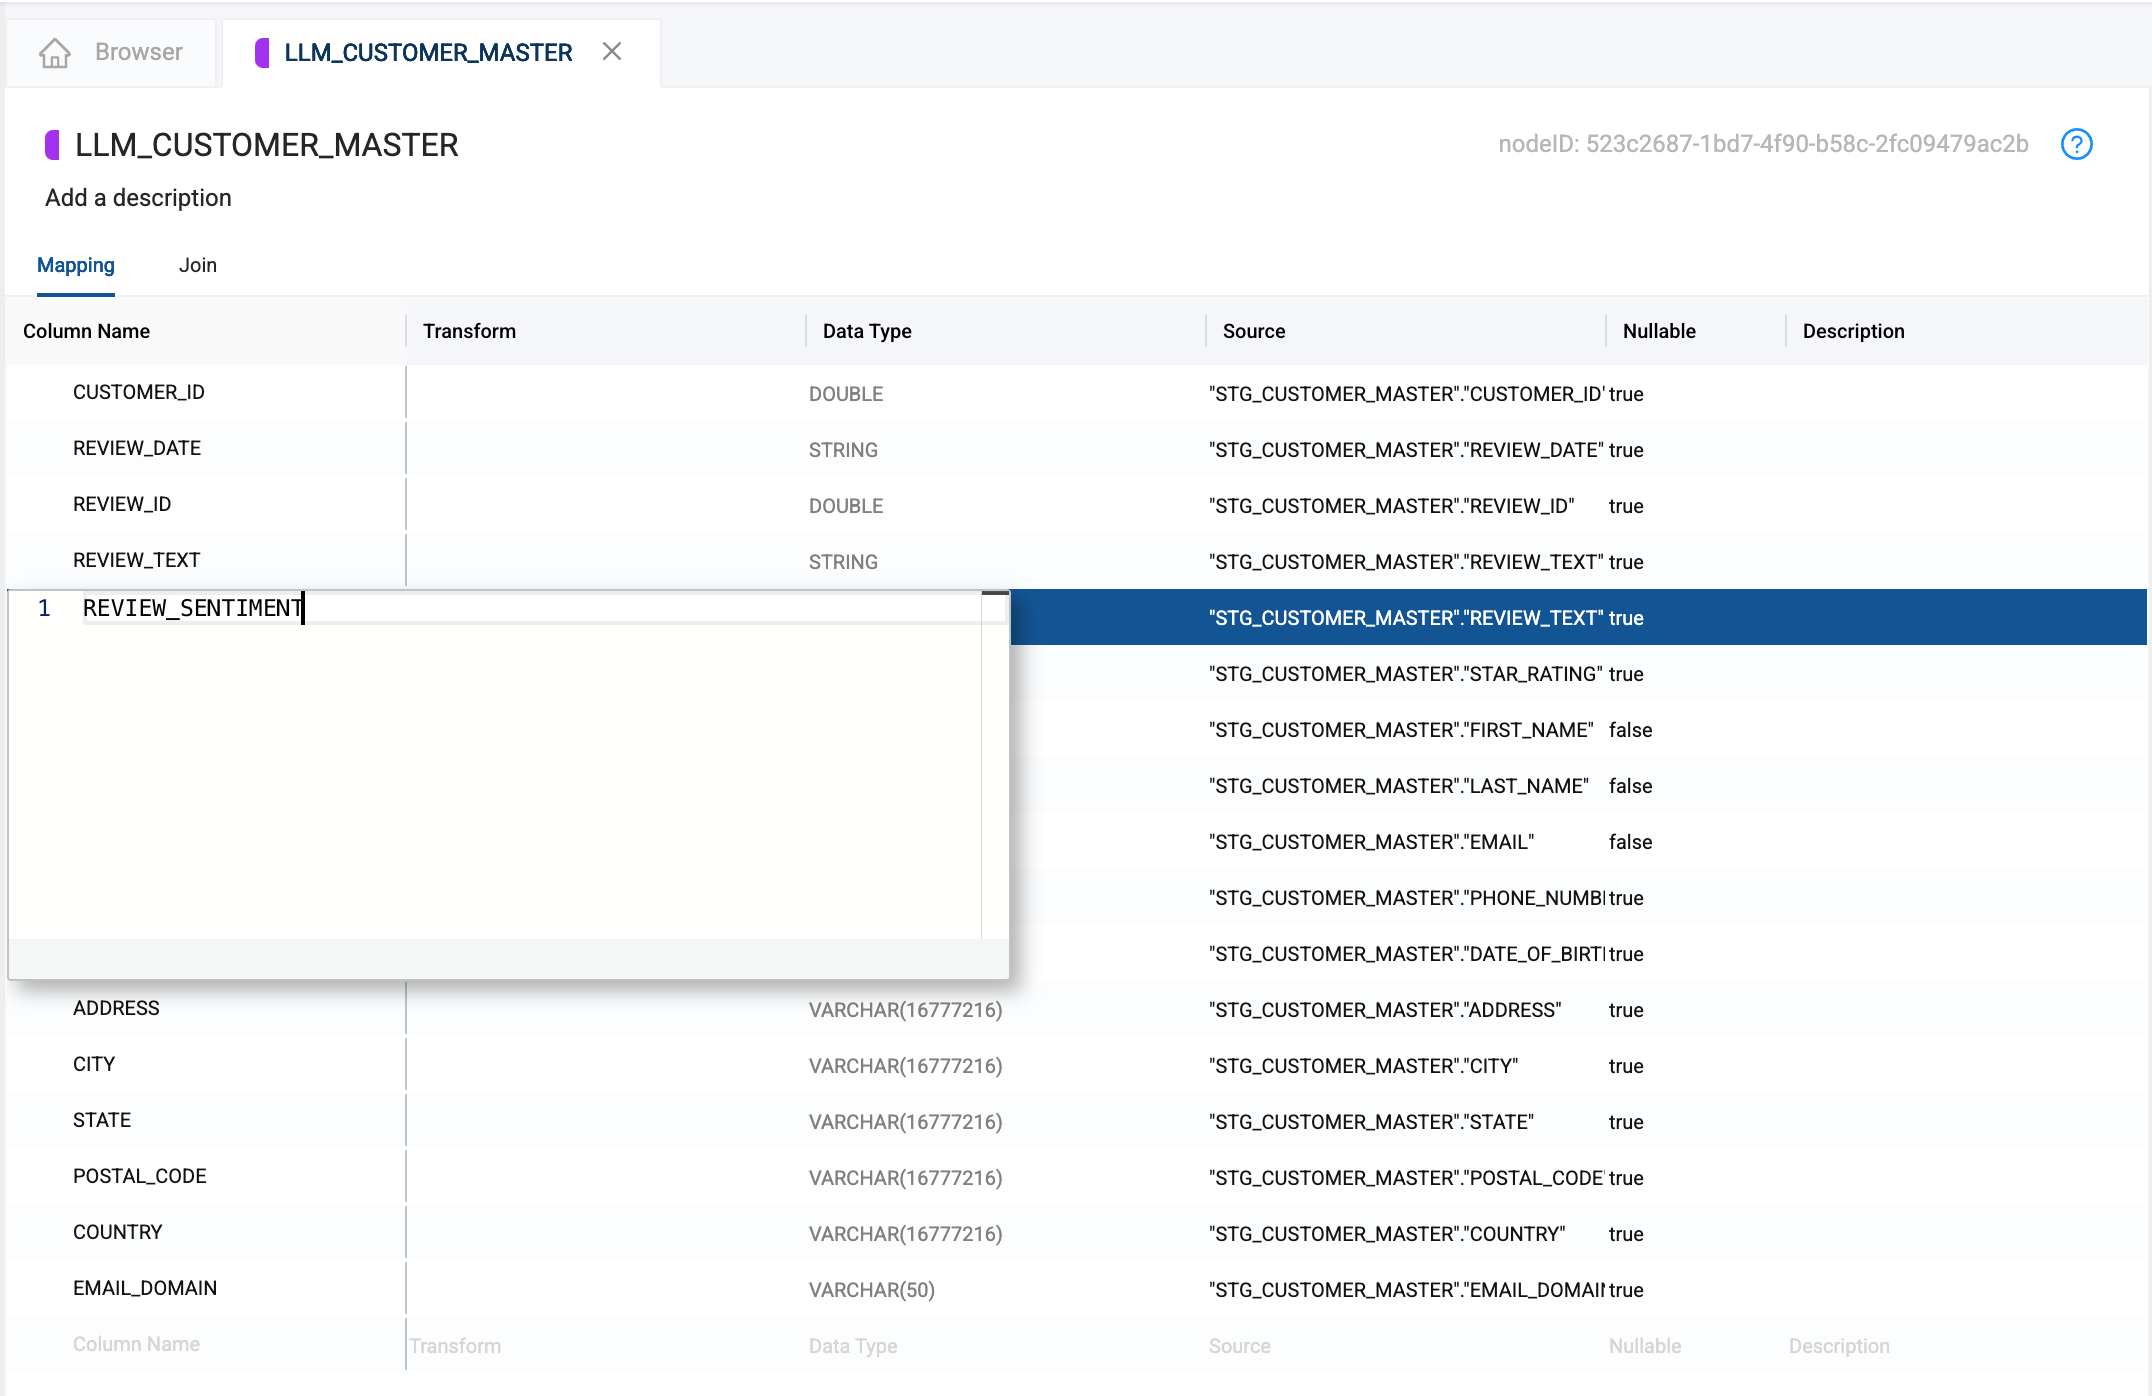 Browser
LLM_CUSTOMER_MASTER
LLM_CUSTOMER_MASTER
nodeID: 523c2687-1bd7-4f90-b58c-2fc09479ac2b
Add a description
Mapping Join
Column Name Transform Data Type Source Nullable Description
CUSTOMER_ID DOUBLE "STG_CUSTOMER_MASTER"."CUSTOMER_ID" true
REVIEW_DATE STRING "STG_CUSTOMER_MASTER"."REVIEW_DATE" true
REVIEW_ID DOUBLE "STG_CUSTOMER_MASTER"."REVIEW_ID" true
REVIEW_TEXT STRING "STG_CUSTOMER_MASTER"."REVIEW_TEXT" true
1 REVIEW_SENTIMENT "STG_CUSTOMER_MASTER"."REVIEW_TEXT" true
"STG_CUSTOMER_MASTER"."STAR_RATING" true
"STG_CUSTOMER_MASTER"."FIRST_NAME" false
"STG_CUSTOMER_MASTER"."LAST_NAME" false
"STG_CUSTOMER_MASTER"."EMAIL" false
"STG_CUSTOMER_MASTER"."PHONE_NUMB true
"STG_CUSTOMER_MASTER"."DATE_OF_BIRT true
ADDRESS VARCHAR(16777216) "STG_CUSTOMER_MASTER"."ADDRESS" true
CITY VARCHAR(16777216) "STG_CUSTOMER_MASTER"."CITY" true
STATE VARCHAR(16777216) "STG_CUSTOMER_MASTER"."STATE" true
POSTAL_CODE VARCHAR(16777216) "STG_CUSTOMER_MASTER"."POSTAL_CODE" true
COUNTRY VARCHAR(16777216) "STG_CUSTOMER_MASTER"."COUNTRY" true
EMAIL_DOMAIN VARCHAR(50) "STG_CUSTOMER_MASTER"."EMAIL_DOMAIN true
Column Name Transform Data Type Source Nullable Description